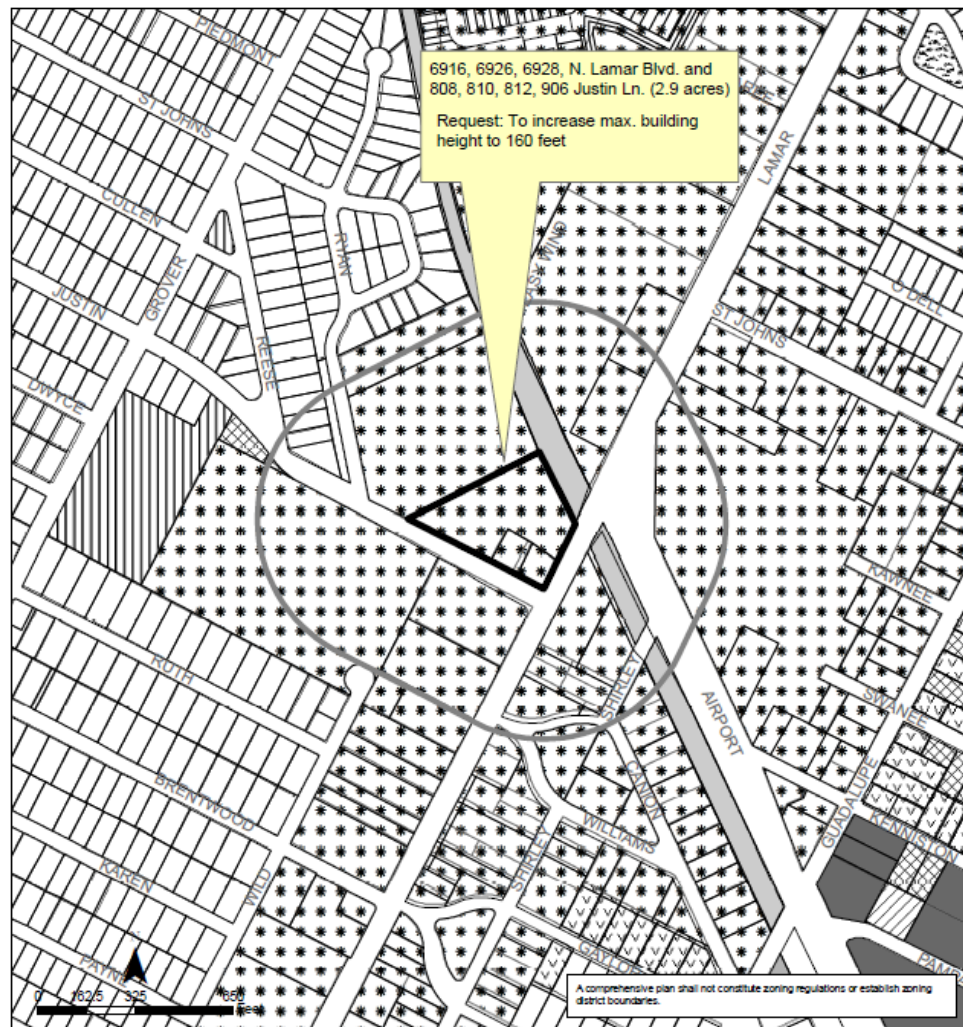 PIEDMONT
ST JOHNS
CULLEN
JUSTIN
DWYCE
GROVER
REESE
RYAN
6916, 6926, 6928, N. Lamar Blvd. and
808, 810, 812, 906 Justin Ln. (2.9 acres)
Request: To increase max. building
height to 160 feet
LAMAR
O DELL
ST JOHNS
KAWNEE
SWANEE
GUADALUPE
KENNISTON
AIRPORT
SHIRLEY
CANION
WILLIAMS
SHIRLEY
RUTH
BRENTWOOD
KAREN
WILD
0 162.5 325 650
A comprehensive plan shall not constitute zoning regulations or establish zoning
district boundaries.